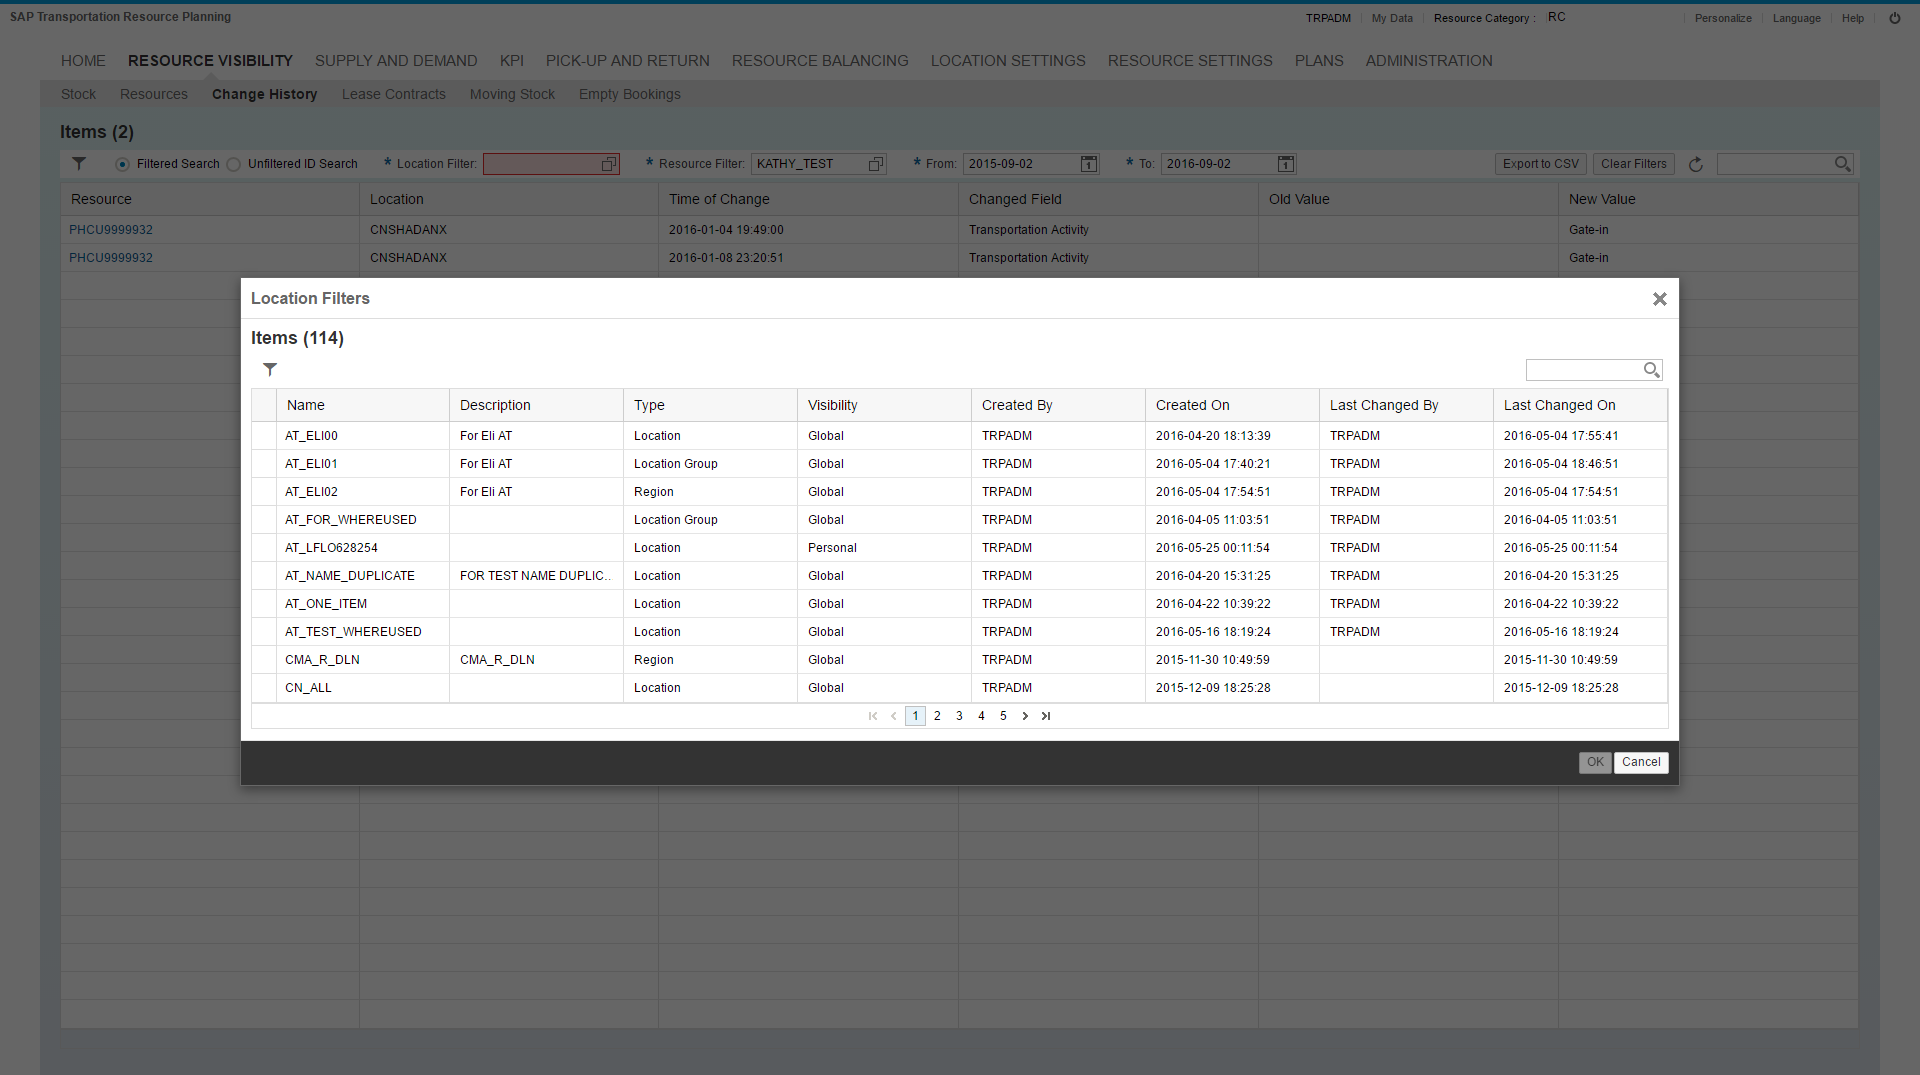 SAP Transportation Resource Planning
TRPADM My Data Resource Category : RC Personalize Language Help
HOME RESOURCE VISIBILITY SUPPLY AND DEMAND KPI PICK-UP AND RETURN RESOURCE BALANCING LOCATION SETTINGS RESOURCE SETTINGS PLANS ADMINISTRATION
Stock Resources Change History Lease Contracts Moving Stock Empty Bookings
Items (2)
Filtered Search Unfiltered ID Search * Location Filter: * Resource Filter: KATHY_TEST * From: 2015-09-02 * To: 2016-09-02 Export to CSV Clear Filters
Resource Location Time of Change Changed Field Old Value New Value
PHCU9999932 CNSHADANX 2016-01-04 19:49:00 Transportation Activity Gate-in
PHCU9999932 CNSHADANX 2016-01-08 23:20:51 Transportation Activity Gate-in
Location Filters
Items (114)
Name Description Type Visibility Created By Created On Last Changed By Last Changed On
AT_ELI00 For Eli AT Location Global TRPADM 2016-04-20 18:13:39 TRPADM 2016-05-04 17:55:41
AT_ELI01 For Eli AT Location Group Global TRPADM 2016-05-04 17:40:21 TRPADM 2016-05-04 18:46:51
AT_ELI02 For Eli AT Region Global TRPADM 2016-05-04 17:54:51 TRPADM 2016-05-04 17:54:51
AT_FOR_WHEREUSED Location Group Global TRPADM 2016-04-05 11:03:51 TRPADM 2016-04-05 11:03:51
AT_LFLO628254 Location Personal TRPADM 2016-05-25 00:11:54 TRPADM 2016-05-25 00:11:54
AT_NAME_DUPLICATE FOR TEST NAME DUPLIC... Location Global TRPADM 2016-04-20 15:31:25 TRPADM 2016-04-20 15:31:25
AT_ONE_ITEM Location Global TRPADM 2016-04-22 10:39:22 TRPADM 2016-04-22 10:39:22
AT_TEST_WHEREUSED Location Global TRPADM 2016-05-16 18:19:24 TRPADM 2016-05-16 18:19:24
CMA_R_DLN CMA_R_DLN Region Global TRPADM 2015-11-30 10:49:59 2015-11-30 10:49:59
CN_ALL Location Global TRPADM 2015-12-09 18:25:28 2015-12-09 18:25:28
1 2 3 4 5
OK Cancel